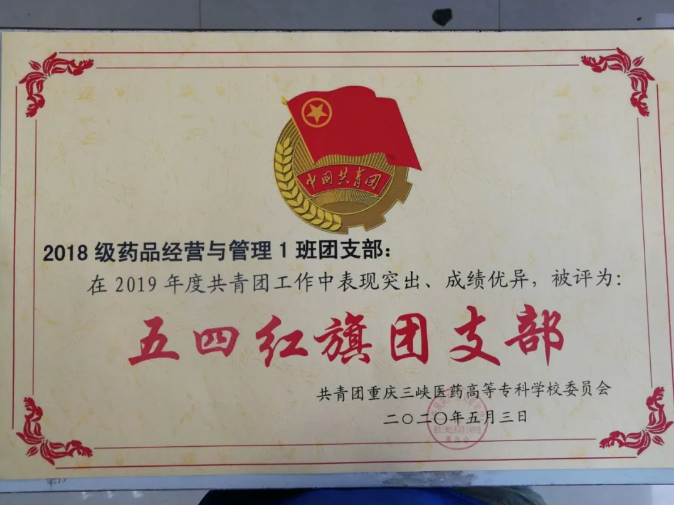 中国共青团
2018 级药品经营与管理 1 班团支部：
在 2019 年度共青团工作中表现突出、成绩优异，被评为：
五四红旗团支部
共青团重庆三峡医药高等专科学校委员会
二〇二〇年五月三日